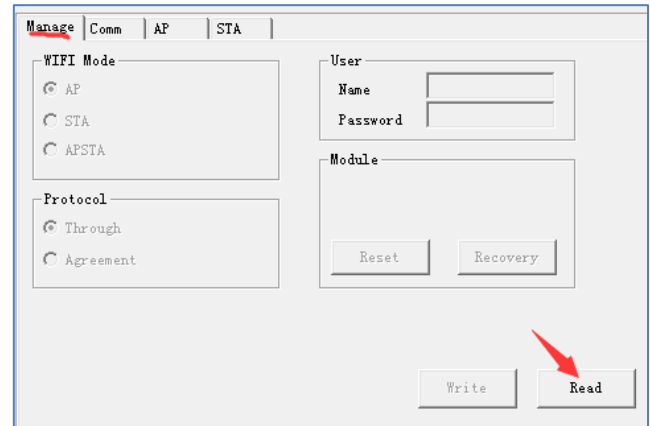 Manage Comm AP STA
WIFI Mode
AP
STA
APSTA
Protocol
Through
Agreement
User
Name
Password
Module
Reset Recovery
Write Read